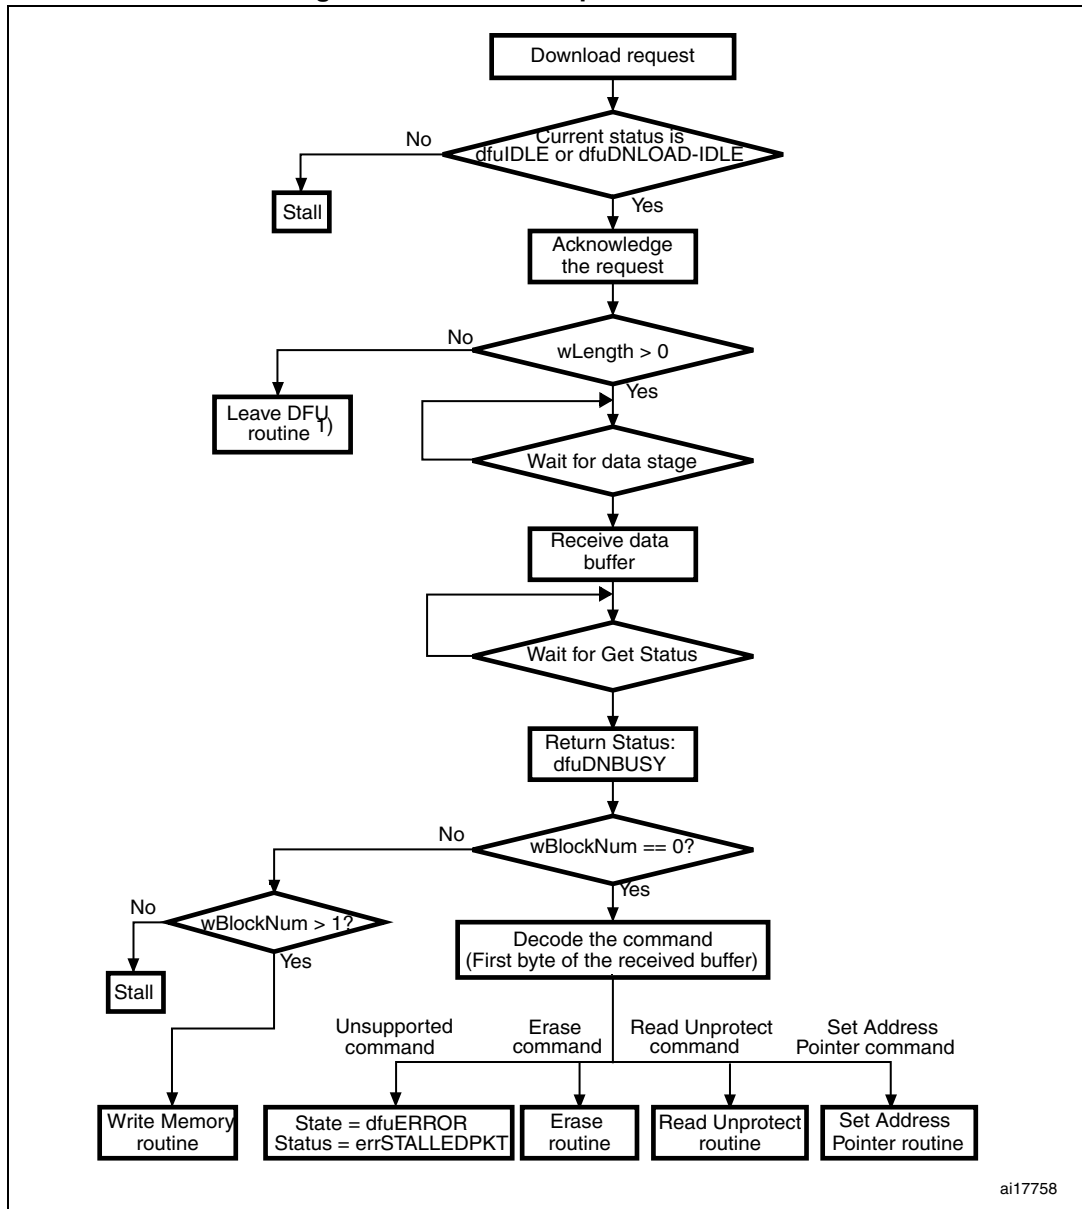 Download request
No
Current status is
dfuIDLE or dfuDNLOAD-IDLE
Stall
Yes
Acknowledge
the request
No
wLength > 0
Yes
Leave DFU
routine 1)
Wait for data stage
Receive data
buffer
Wait for Get Status
Return Status:
dfuDNBUSY
No
wBlockNum == 0?
Yes
No
wBlockNum > 1?
Yes
Decode the command
(First byte of the received buffer)
Stall
Unsupported
command
Erase
command
Read Unprotect
command
Set Address
Pointer command
Write Memory
routine
State = dfuERROR
Status = errSTALLEDPKT
Erase
routine
Read Unprotect
routine
Set Address
Pointer routine
ai17758